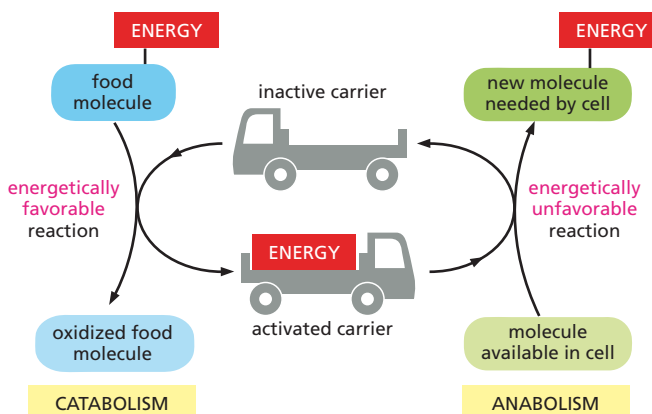 ENERGY
food
molecule
inactive carrier
ENERGY
new molecule
needed by cell
energetically
favorable
reaction
ENERGY
activated carrier
energetically
unfavorable
reaction
oxidized food
molecule
molecule
available in cell
CATABOLISM
ANABOLISM